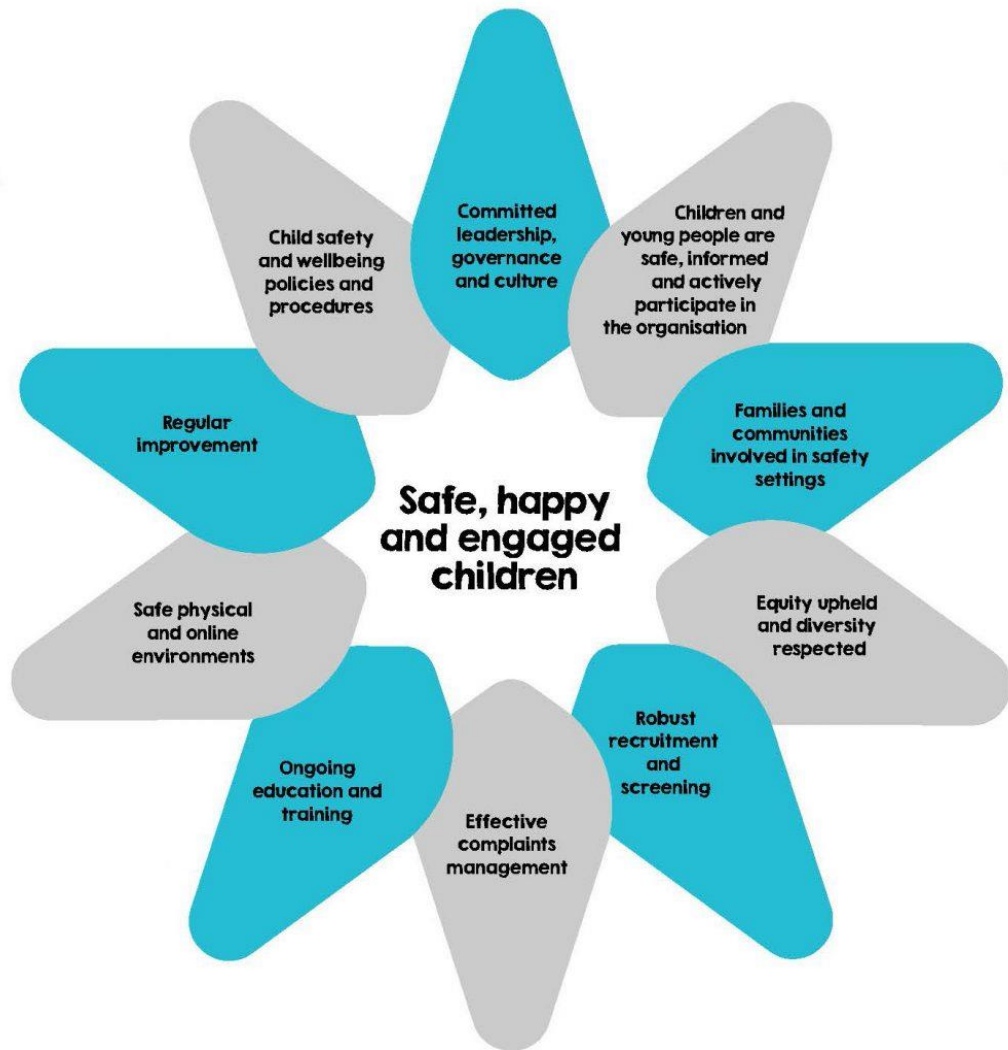 Committed
leadership,
governance
and culture
Children and
young people are
safe, informed
and actively
participate in
the organisation
Families and
communities
involved in safety
settings
Equity upheld
and diversity
respected
Robust
recruitment
and
screening
Effective
complaints
management
Ongoing
education and
training
Safe physical
and online
environments
Regular
improvement
Child safety
and wellbeing
policies and
procedures
Safe, happy
and engaged
children